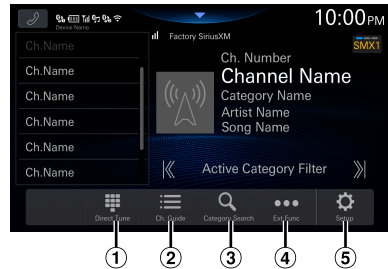 10:00PM
Device Name
Factory SiriusXM
SMX1
Ch.Name
Ch.Name
Ch.Name
Ch.Name
Ch.Name
Ch.Name
Ch. Number
Channel Name
Category Name
Artist Name
Song Name
Active Category Filter
Direct Tune
Ch. Guide
Category Search
Ext.Func
Setup
1
2
3
4
5